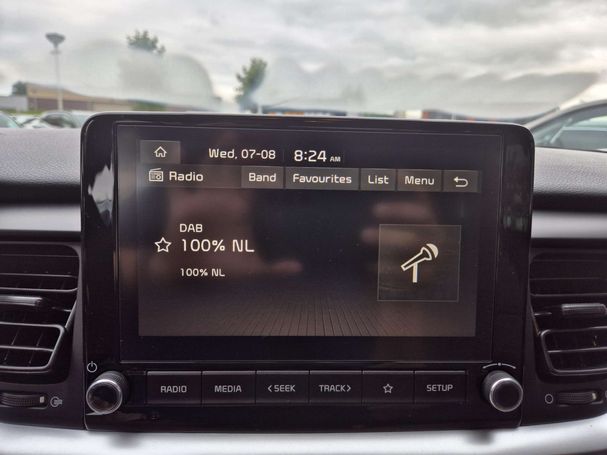 Wed, 07-08 8:24 AM
Radio Band Favourites List Menu
DAB
100% NL
100% NL
RADIO MEDIA <SEEK TRACK> SETUP